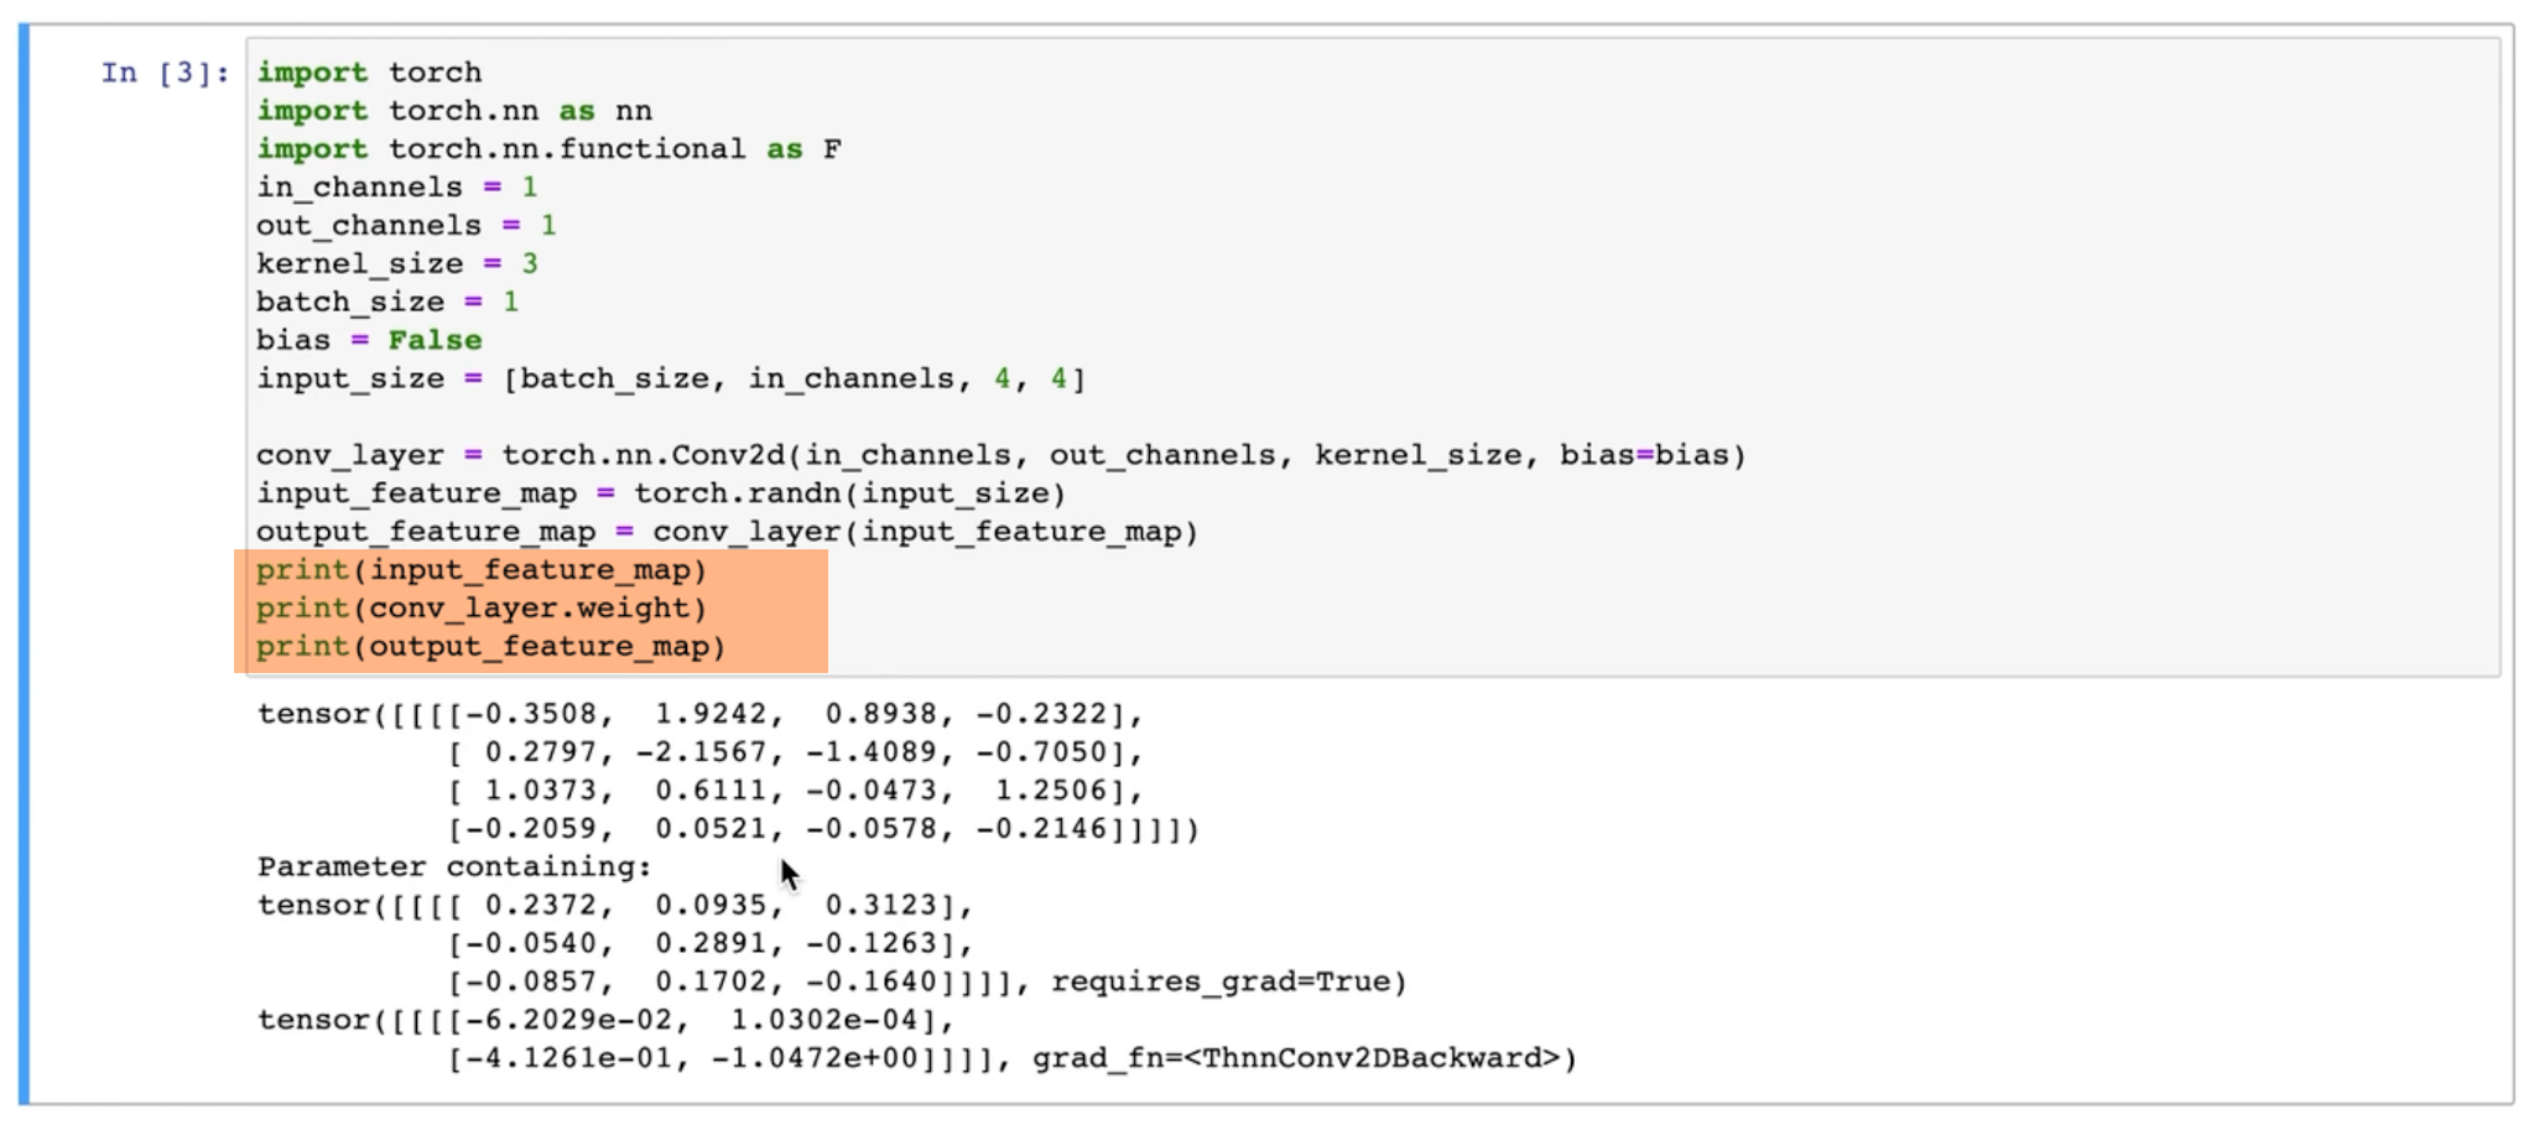 In [3]: import torch
import torch.nn as nn
import torch.nn.functional as F
in_channels = 1
out_channels = 1
kernel_size = 3
batch_size = 1
bias = False
input_size = [batch_size, in_channels, 4, 4]
conv_layer = torch.nn.Conv2d(in_channels, out_channels, kernel_size, bias=bias)
input_feature_map = torch.randn(input_size)
output_feature_map = conv_layer(input_feature_map)
print(input_feature_map)
print(conv_layer.weight)
print(output_feature_map)
tensor([[[[-0.3508,  1.9242,  0.8938, -0.2322],
          [ 0.2797, -2.1567, -1.4089, -0.7050],
          [ 1.0373,  0.6111, -0.0473,  1.2506],
          [-0.2059,  0.0521, -0.0578, -0.2146]]]])
Parameter containing:
tensor([[[[ 0.2372,  0.0935,  0.3123],
          [-0.0540,  0.2891, -0.1263],
          [-0.0857,  0.1702, -0.1640]]]], requires_grad=True)
tensor([[[[-6.2029e-02,  1.0302e-04],
          [-4.1261e-01, -1.0472e+00]]]], grad_fn=<ThnnConv2DBackward>)